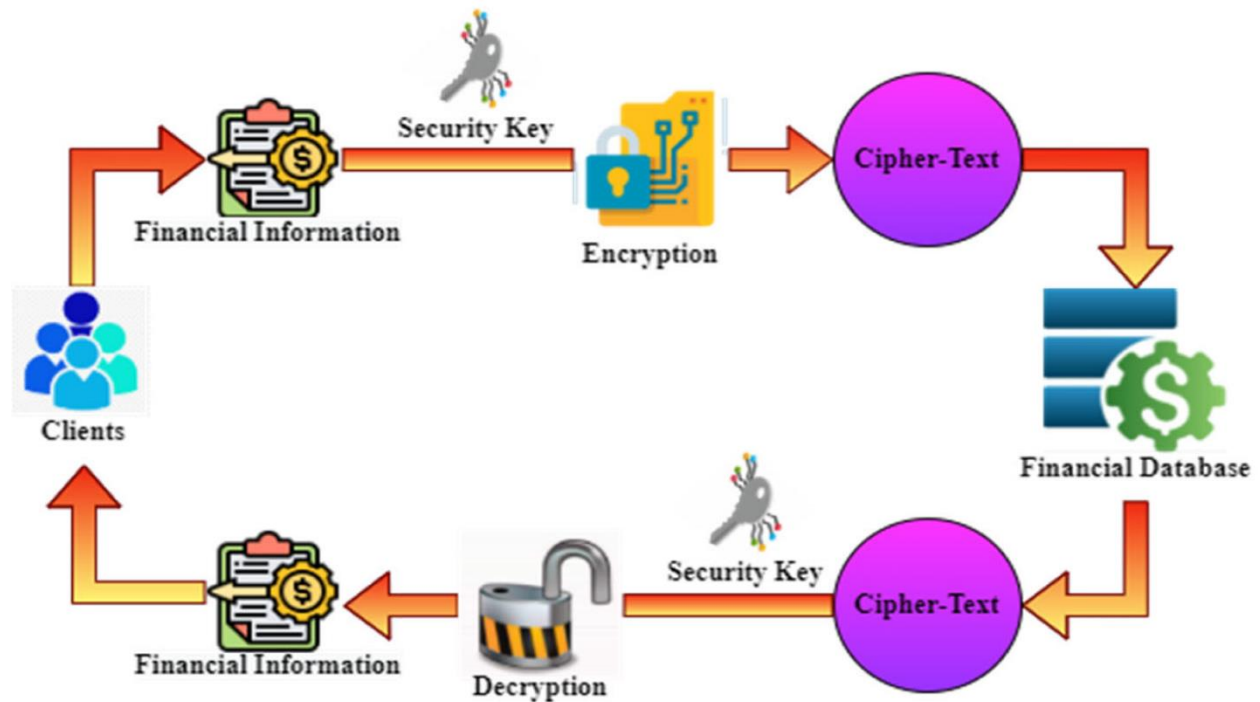 Security Key
Cipher-Text
Financial Information
Encryption
Clients
Financial Database
Security Key
Cipher-Text
Financial Information
Decryption